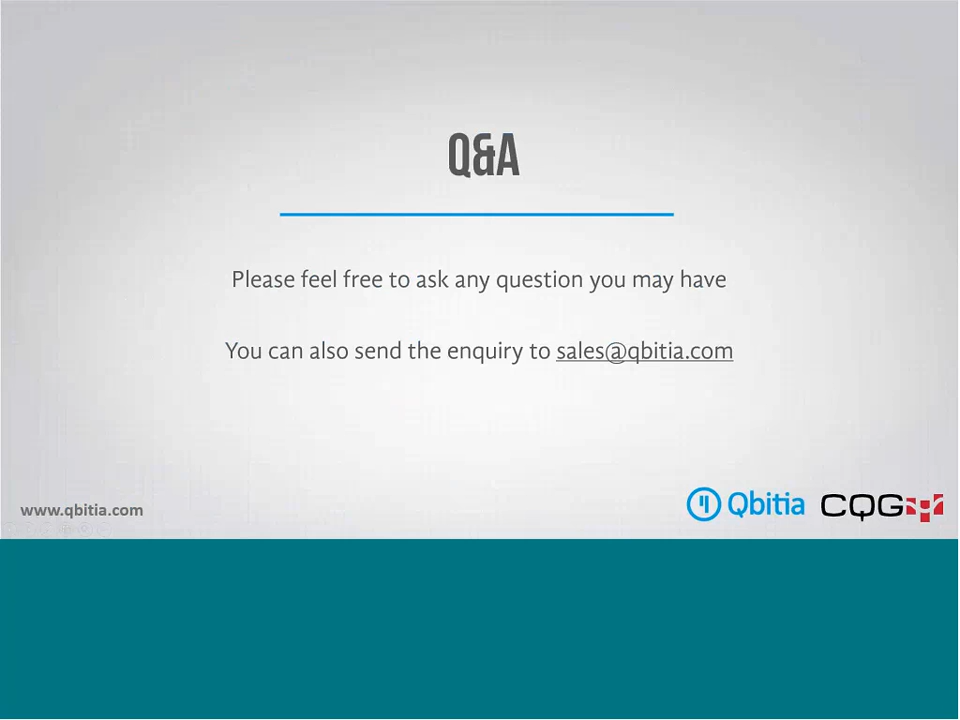 Q&A
Please feel free to ask any question you may have
You can also send the enquiry to sales@qbitia.com
www.qbitia.com
Qbitia
CQG